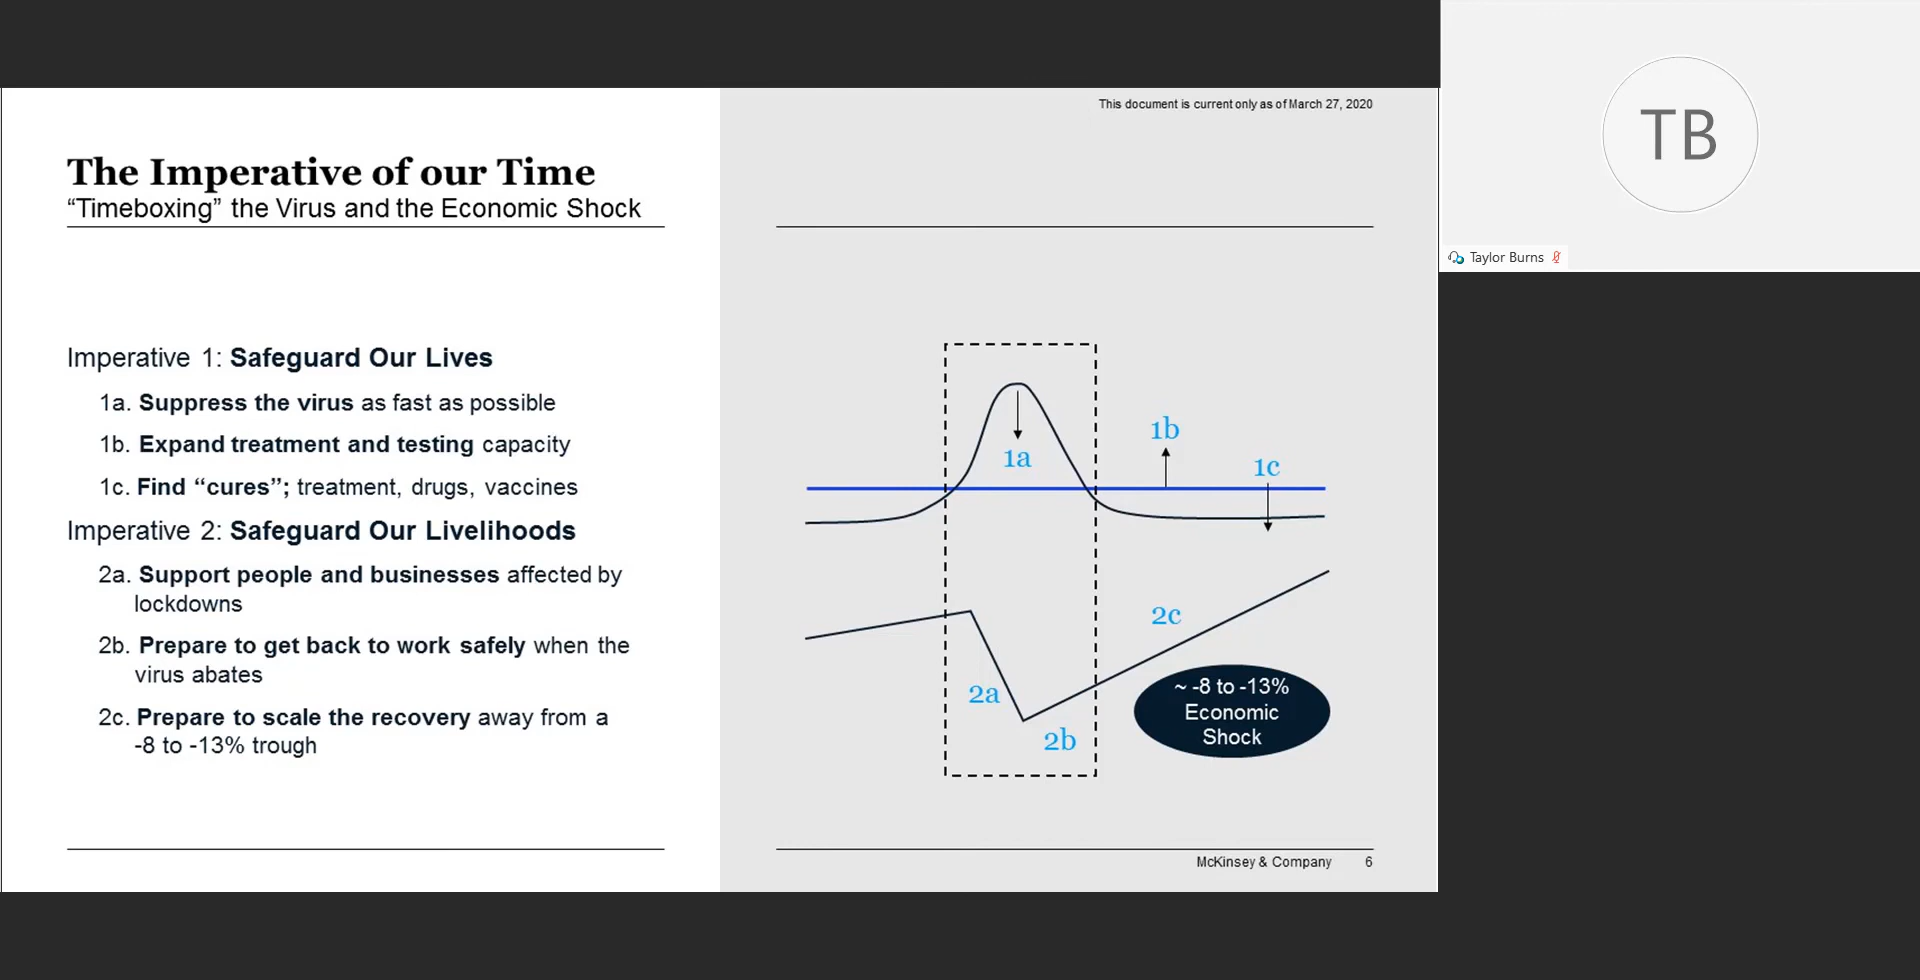 This document is current only as of March 27, 2020
The Imperative of our Time
“Timeboxing” the Virus and the Economic Shock
Imperative 1: Safeguard Our Lives
1a. Suppress the virus as fast as possible
1b. Expand treatment and testing capacity
1c. Find “cures”; treatment, drugs, vaccines
Imperative 2: Safeguard Our Livelihoods
2a. Support people and businesses affected by
lockdowns
2b. Prepare to get back to work safely when the
virus abates
2c. Prepare to scale the recovery away from a
-8 to -13% trough
1a
1b
1c
2a
2b
2c
~ -8 to -13%
Economic
Shock
McKinsey & Company 6
TB
Taylor Burns